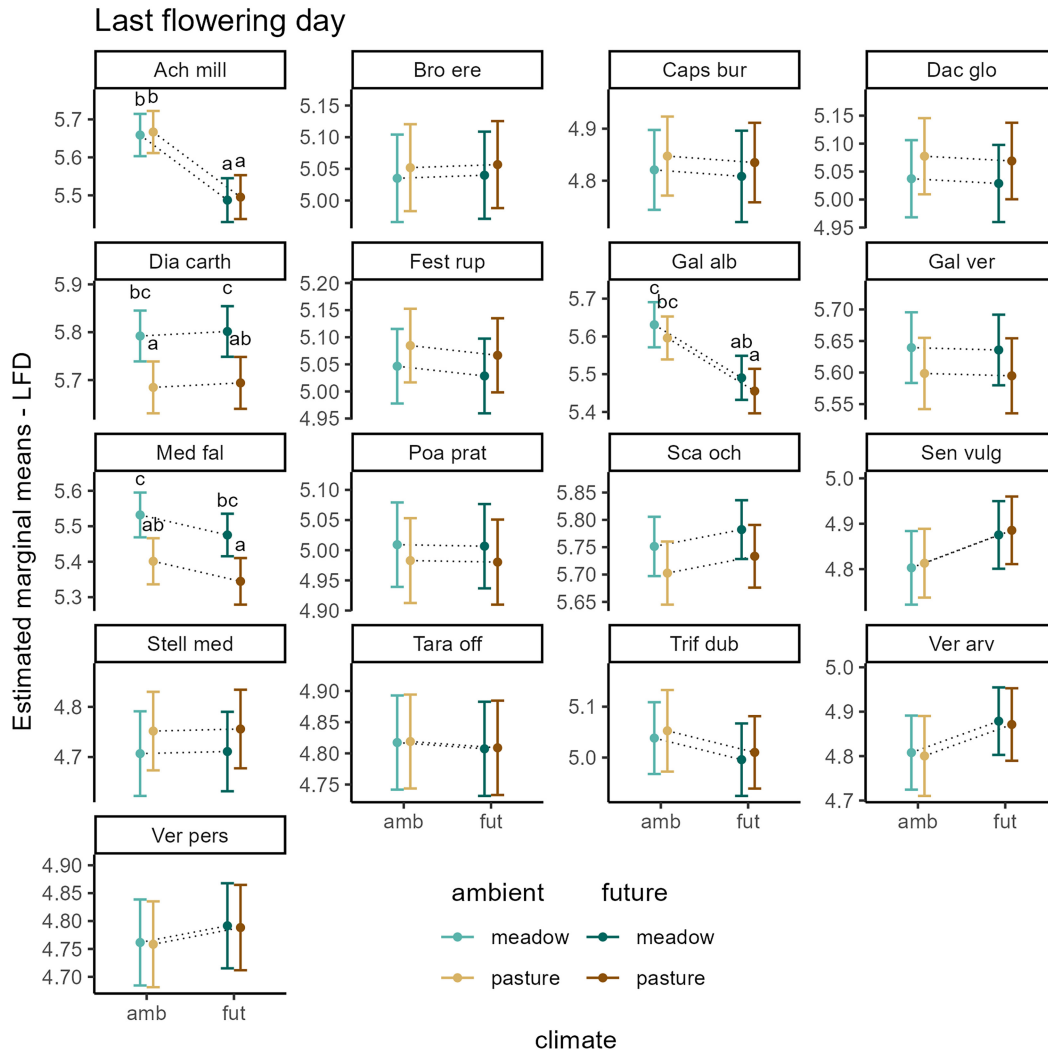 Last flowering day
Estimated marginal means - LFD
Ach mill
Bro ere
Caps bur
Dac glo
5.7
5.6
5.5
b b
a a
5.15
5.10
5.05
5.00
4.9
4.8
5.15
5.10
5.05
5.00
4.95
Dia carth
Fest rup
Gal alb
Gal ver
5.9
5.8
5.7
bc
a
c
ab
5.20
5.15
5.10
5.05
5.00
4.95
5.7
5.6
5.5
5.4
c
bc
ab
a
5.70
5.65
5.60
5.55
Med fal
Poa prat
Sca och
Sen vulg
5.6
5.5
5.4
5.3
c
ab
bc
a
5.10
5.05
5.00
4.95
4.90
5.85
5.80
5.75
5.70
5.65
5.0
4.9
4.8
Stell med
Tara off
Trif dub
Ver arv
4.8
4.7
4.90
4.85
4.80
4.75
5.1
5.0
5.0
4.9
4.8
4.7
amb fut
amb fut
amb fut
Ver pers
4.90
4.85
4.80
4.75
4.70
amb fut
ambient future
meadow meadow
pasture pasture
climate